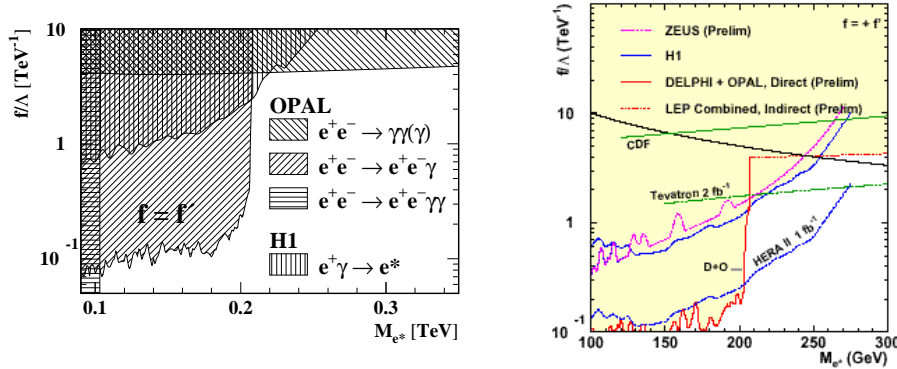 f/Λ [TeV⁻¹]
10
1
10⁻¹
OPAL
e⁺e⁻ → γγ(γ)
e⁺e⁻ → e⁺e⁻γ
e⁺e⁻ → e⁺e⁻γγ
f = f´
H1
e⁺γ → e*
0.1
0.2
0.3
M_e* [TeV]
f/Λ (TeV⁻¹)
10²
10
1
10⁻¹
f = + f'
ZEUS (Prelim)
H1
DELPHI + OPAL, Direct (Prelim)
LEP Combined, Indirect (Prelim)
CDF
Tevatron 2 fb⁻¹
D+O
HERA II 1 fb⁻¹
100
150
200
250
300
M_e* (GeV)